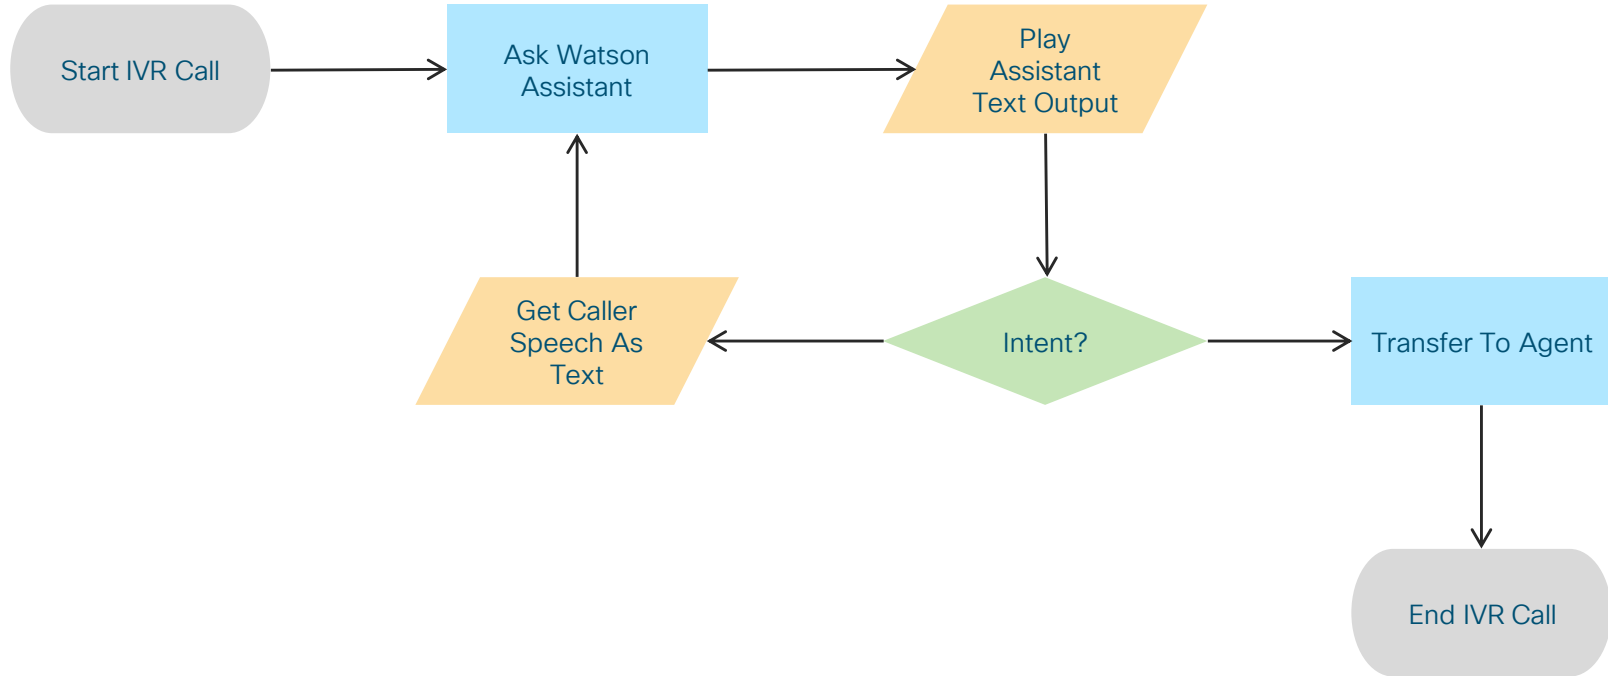 Start IVR Call
Ask Watson
Assistant
Play
Assistant
Text Output
Get Caller
Speech As
Text
Intent?
Transfer To Agent
End IVR Call